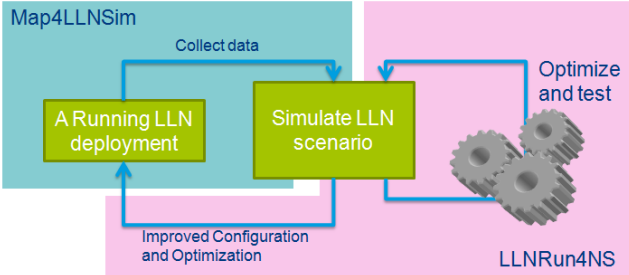 Map4LLNSim
Collect data
Optimize
and test
A Running LLN
deployment
Simulate LLN
scenario
Improved Configuration
and Optimization
LLNRun4NS